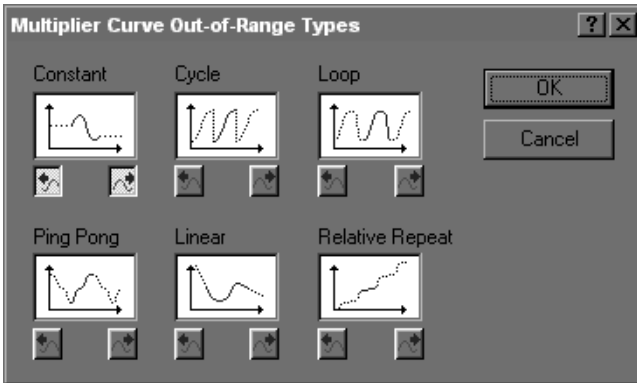 Multiplier Curve Out-of-Range Types
Constant Cycle Loop
OK
Cancel
Ping Pong Linear Relative Repeat